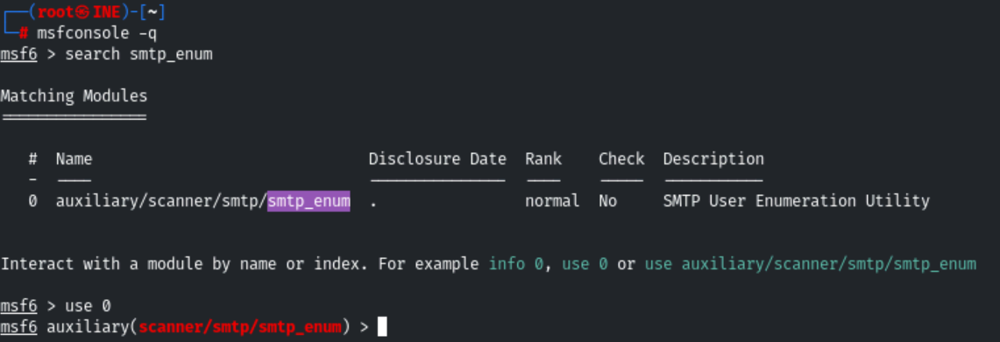 ┌──(root㉿INE)-[~]
└─# msfconsole -q
msf6 > search smtp_enum
Matching Modules
================
# Name Disclosure Date Rank Check Description
- ---- --------------- ---- ----- -----------
0 auxiliary/scanner/smtp/smtp_enum . normal No SMTP User Enumeration Utility
Interact with a module by name or index. For example info 0, use 0 or use auxiliary/scanner/smtp/smtp_enum
msf6 > use 0
msf6 auxiliary(scanner/smtp/smtp_enum) >